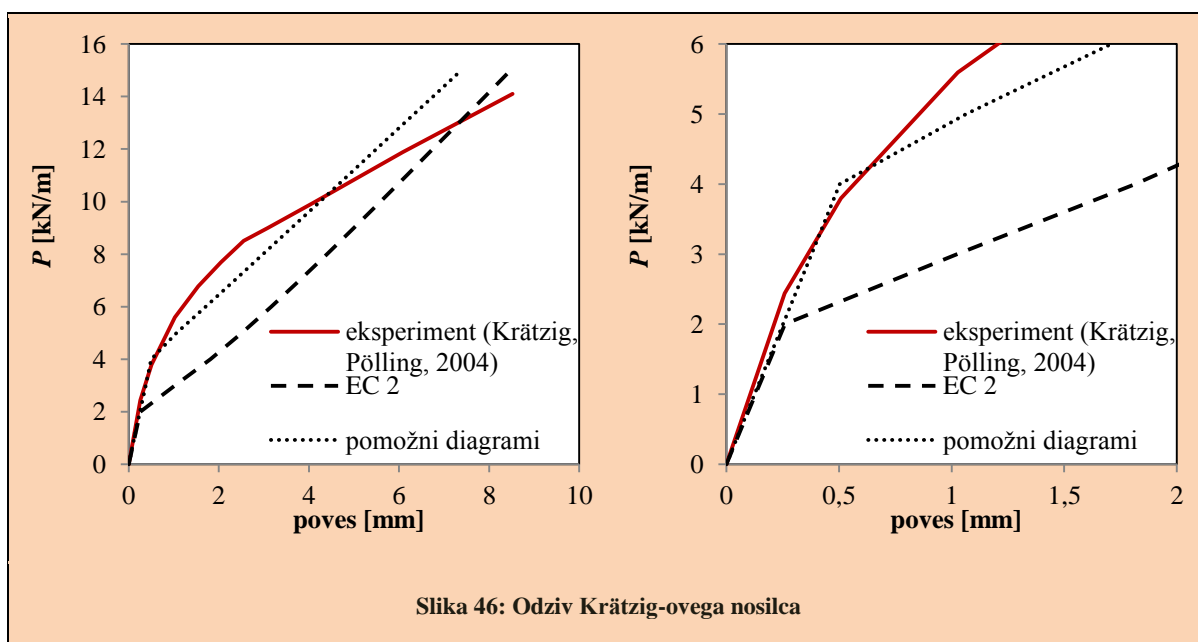 16
14
12
10
8
6
4
2
0
P [kN/m]
0 2 4 6 8 10
poves [mm]
eksperiment (Krätzig,
Pölling, 2004)
EC 2
pomožni diagrami
6
5
4
3
2
1
0
P [kN/m]
0 0,5 1 1,5 2
poves [mm]
eksperiment (Krätzig,
Pölling, 2004)
EC 2
pomožni diagrami
Slika 46: Odziv Krätzig-ovega nosilca